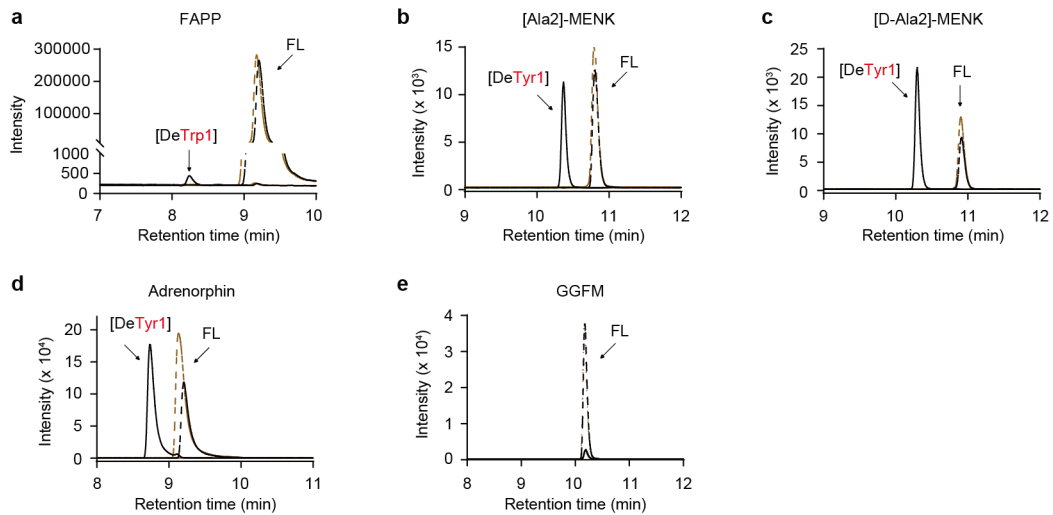 a
FAPP
Intensity
300000
200000
100000
1000
500
0
[DeTrp1]
FL
7
8
9
10
Retention time (min)
b
[Ala2]-MENK
Intensity (x 10³)
15
10
5
0
[DeTyr1]
FL
9
10
11
12
Retention time (min)
c
[D-Ala2]-MENK
Intensity (x 10³)
25
20
15
10
5
0
[DeTyr1]
FL
9
10
11
12
Retention time (min)
d
Adrenorphin
Intensity (x 10⁴)
20
15
10
5
0
[DeTyr1]
FL
8
9
10
11
Retention time (min)
e
GGFM
Intensity (x 10⁴)
4
3
2
1
0
FL
8
9
10
11
12
Retention time (min)